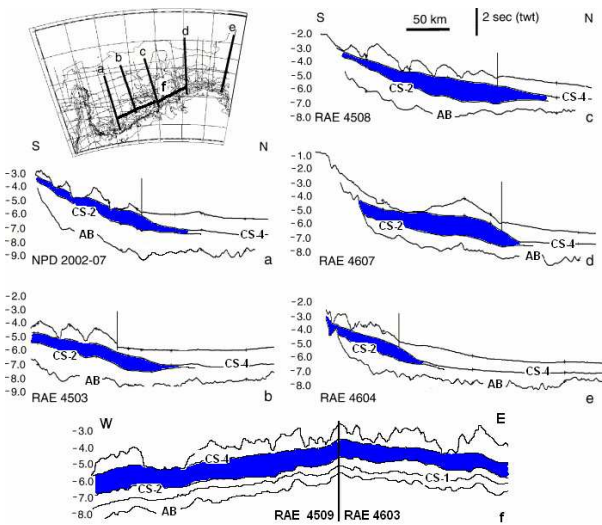 a b c d e f
S N
-3.0
-4.0
-5.0
-6.0
-7.0
-8.0
-9.0
CS-2
AB
CS-4
NPD 2002-07
a
-2.0
-3.0
-4.0
-5.0
-6.0
-7.0
-8.0
-9.0
CS-2
CS-4
AB
RAE 4503
b
S 50 km 2 sec (twt) N
-2.0
-3.0
-4.0
-5.0
-6.0
-7.0
-8.0
CS-2
CS-4
AB
RAE 4508
c
-1.0
-2.0
-3.0
-4.0
-5.0
-6.0
-7.0
-8.0
CS-2
CS-4
AB
RAE 4607
d
-2.0
-3.0
-4.0
-5.0
-6.0
-7.0
-8.0
CS-2
CS-4
AB
RAE 4604
e
W E
-3.0
-4.0
-5.0
-6.0
-7.0
-8.0
CS-4
CS-2
CS-1
AB
RAE 4509 RAE 4603
f